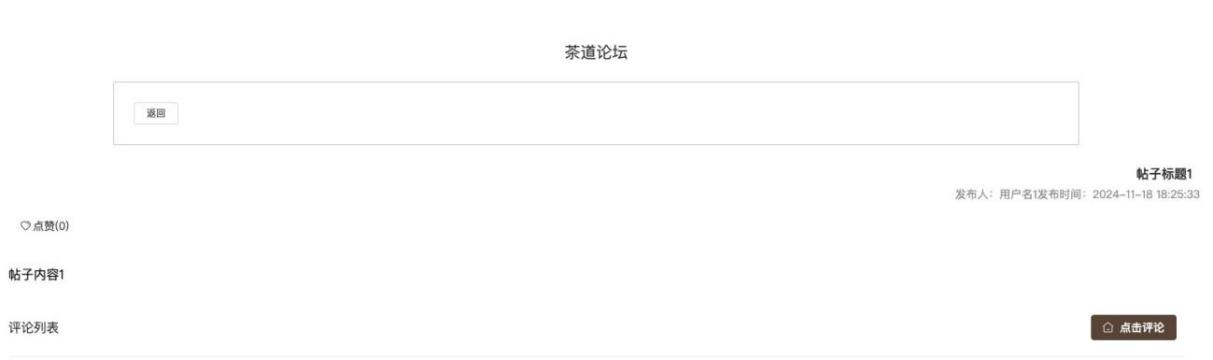 茶道论坛
返回
帖子标题1
发布人：用户名1发布时间：2024-11-18 18:25:33
点赞(0)
帖子内容1
评论列表
点击评论